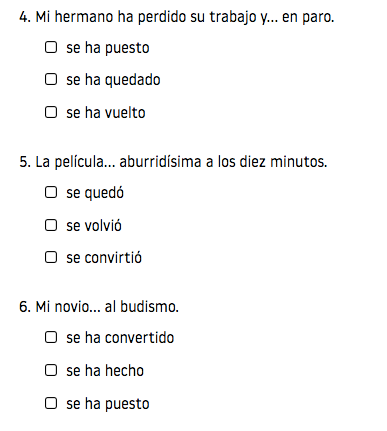 4. Mi hermano ha perdido su trabajo y... en paro.
se ha puesto
se ha quedado
se ha vuelto
5. La película... aburridísima a los diez minutos.
se quedó
se volvió
se convirtió
6. Mi novio... al budismo.
se ha convertido
se ha hecho
se ha puesto